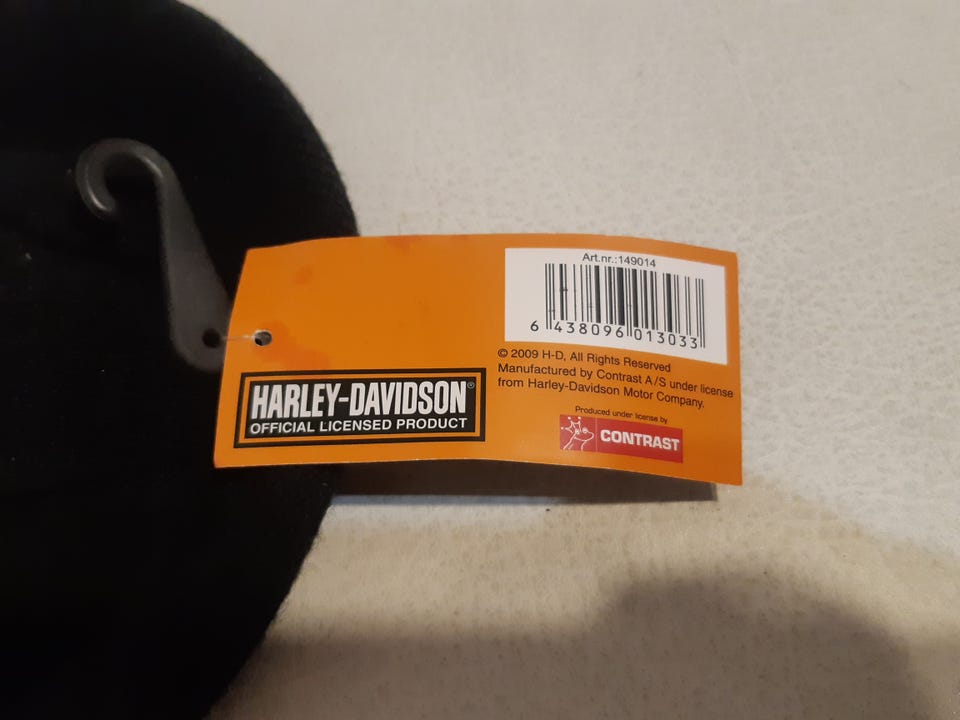 Art.nr.:149014
6 438096 013033
© 2009 H-D, All Rights Reserved
Manufactured by Contrast A/S under license
from Harley-Davidson Motor Company.
HARLEY-DAVIDSON®
OFFICIAL LICENSED PRODUCT
Produced under license by
CONTRAST